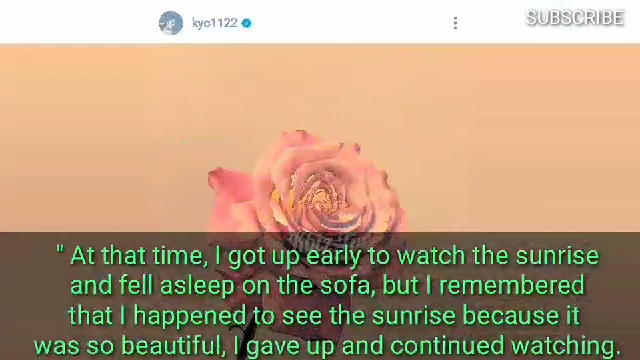 kyo1122
SUBSCRIBE
" At that time, I got up early to watch the sunrise
and fell asleep on the sofa, but I remembered
that I happened to see the sunrise because it
was so beautiful, I gave up and continued watching.